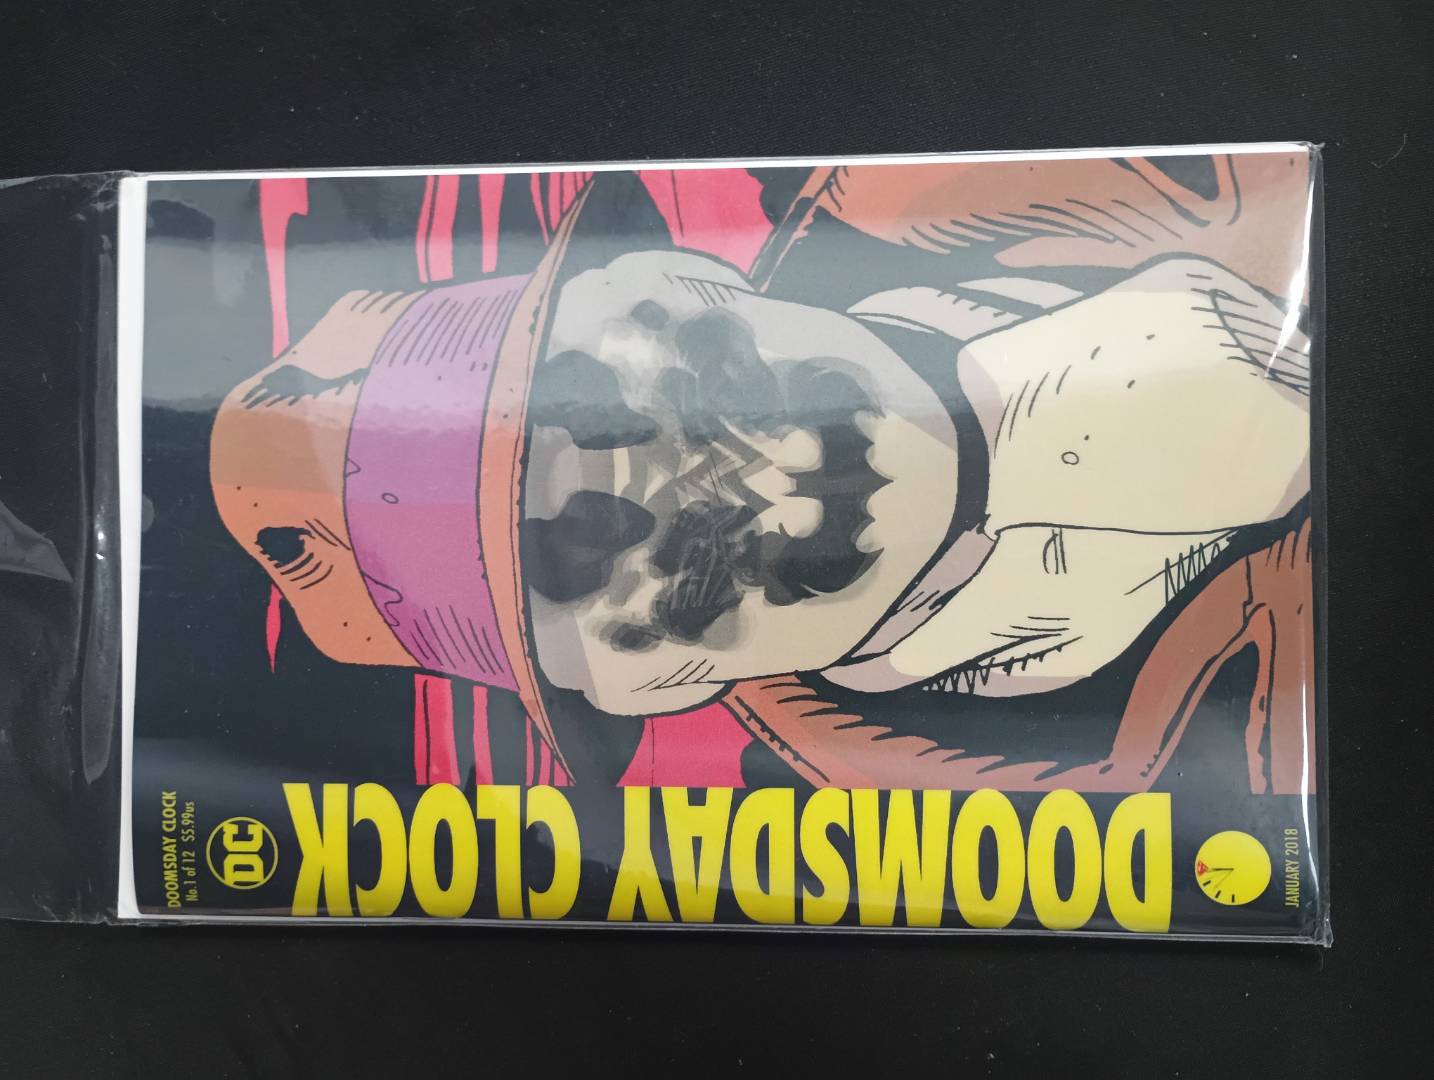 DOOMSDAY CLOCK
No.1 of 12 $5.99us
DC
DOOMSDAY CLOCK
JANUARY 2018